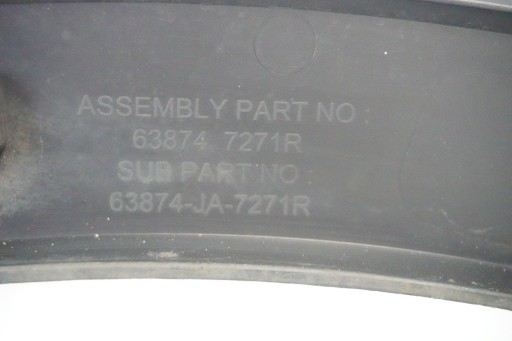 ASSEMBLY PART NO :
63874 7271R
SUB PART NO :
63874-JA-7271R